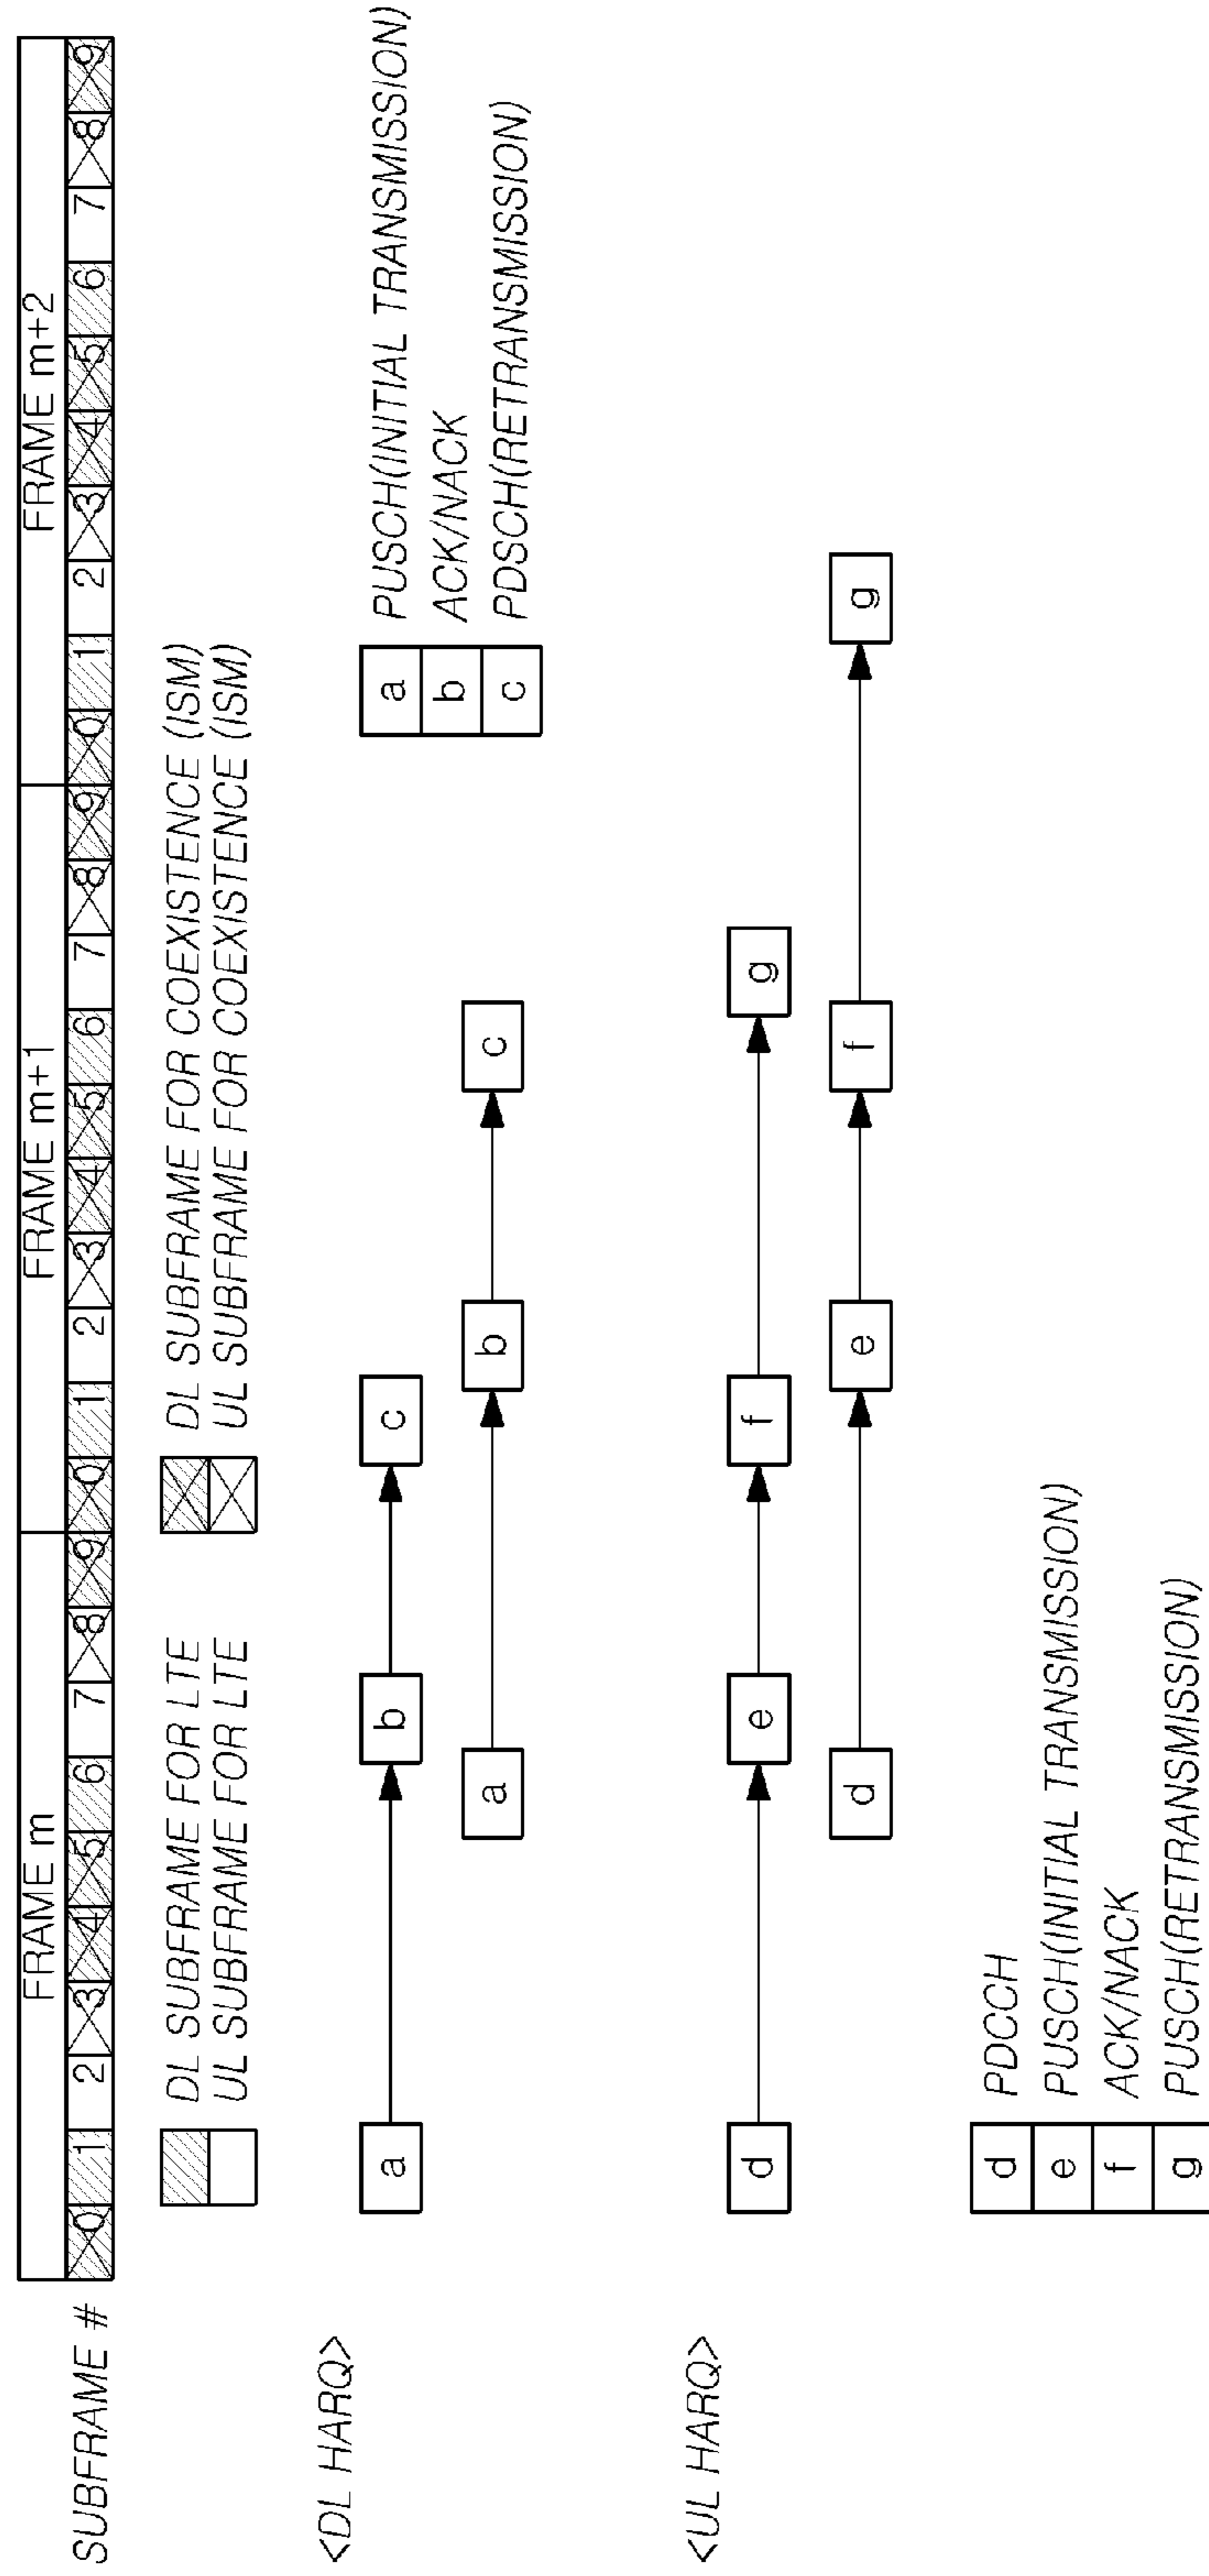 FRAME m FRAME m+1 FRAME m+2
SUBFRAME # 0 1 2 3 4 5 6 7 8 9 0 1 2 3 4 5 6 7 8 9 0 1 2 3 4 5 6 7 8 9
DL SUBFRAME FOR LTE
UL SUBFRAME FOR LTE
DL SUBFRAME FOR COEXISTENCE (ISM)
UL SUBFRAME FOR COEXISTENCE (ISM)
<DL HARQ>
a b c
a b c
a PUSCH(INITIAL TRANSMISSION)
b ACK/NACK
c PDSCH(RETRANSMISSION)
<UL HARQ>
d e f g
d e f g
d PDCCH
e PUSCH(INITIAL TRANSMISSION)
f ACK/NACK
g PUSCH(RETRANSMISSION)